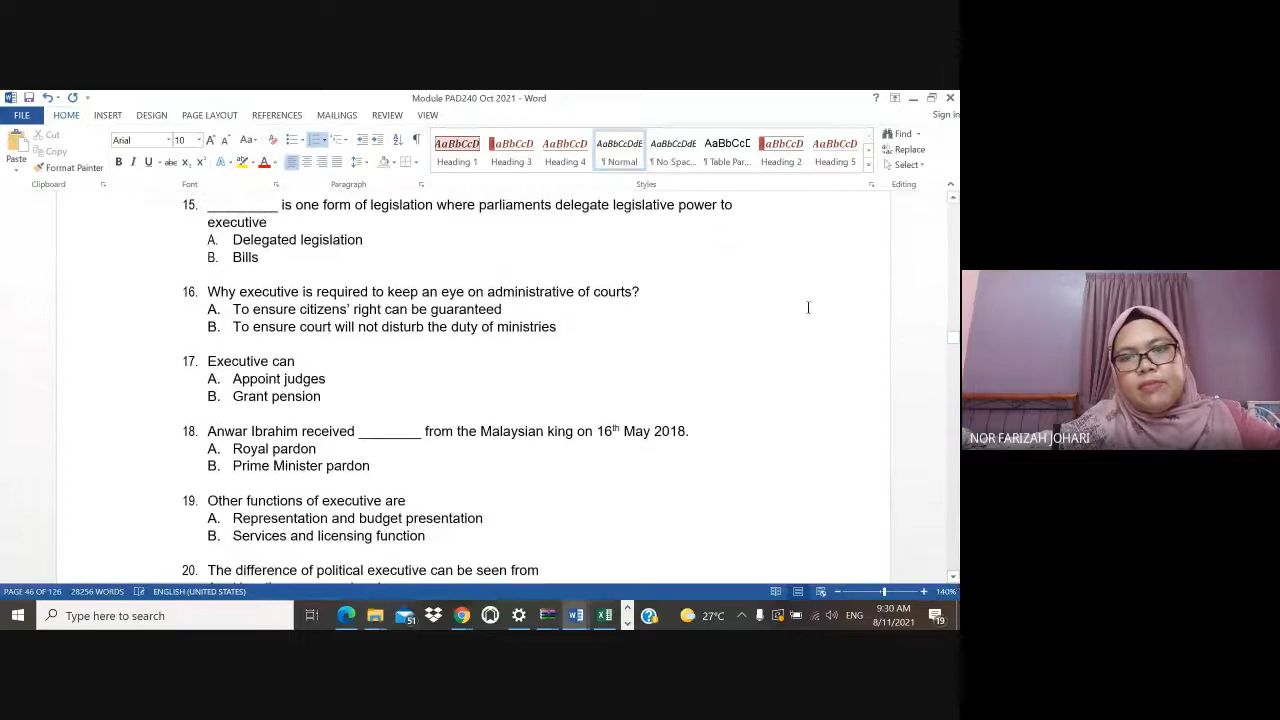 Module PAD240 Oct 2021 - Word
Sign in
FILE HOME INSERT DESIGN PAGE LAYOUT REFERENCES MAILINGS REVIEW VIEW
Cut
Copy
Format Painter
Paste
Clipboard
Arial 10
Font
Paragraph
AaBbCcD AaBbCcD AaBbCcD AaBbCcDdE AaBbCcDdE AaBbCcE AaBbCcD AaBbCcD
Heading 1 Heading 3 Heading 4 ¶ Normal ¶ No Spac... ¶ Table Par... Heading 2 Heading 5
Styles
Find
Replace
Select
Editing
15. __________ is one form of legislation where parliaments delegate legislative power to
executive
A. Delegated legislation
B. Bills
16. Why executive is required to keep an eye on administrative of courts?
A. To ensure citizens' right can be guaranteed
B. To ensure court will not disturb the duty of ministries
17. Executive can
A. Appoint judges
B. Grant pension
18. Anwar Ibrahim received _________ from the Malaysian king on 16th May 2018.
A. Royal pardon
B. Prime Minister pardon
19. Other functions of executive are
A. Representation and budget presentation
B. Services and licensing function
20. The difference of political executive can be seen from
PAGE 46 OF 126 28256 WORDS ENGLISH (UNITED STATES) 140%
Type here to search
51
27°C
ENG
9:30 AM
8/11/2021
19
NOR FARIZAH JOHARI